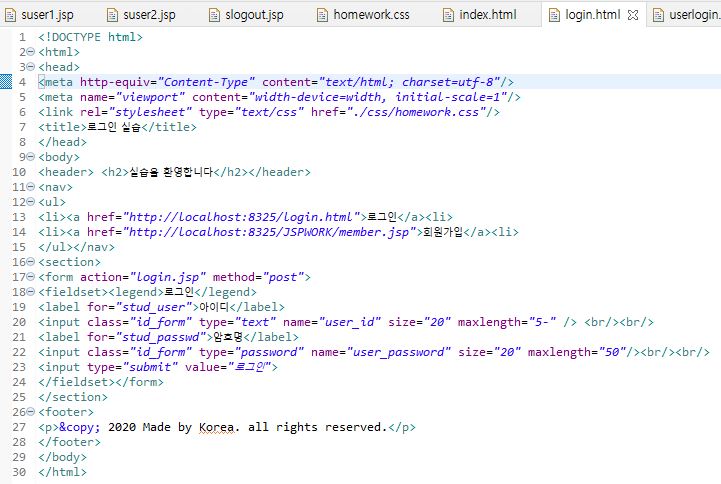 suser1.jsp suser2.jsp slogout.jsp homework.css index.html login.html userlogin.
1 <!DOCTYPE html>
2 <html>
3 <head>
4 <meta http-equiv="Content-Type" content="text/html; charset=utf-8"/>
5 <meta name="viewport" content="width=device-width, initial-scale=1"/>
6 <link rel="stylesheet" type="text/css" href="./css/homework.css"/>
7 <title>로그인 실습</title>
8 </head>
9 <body>
10 <header> <h2>실습을 환영합니다</h2></header>
11 <nav>
12 <ul>
13 <li><a href="http://localhost:8325/login.html">로그인</a><li>
14 <li><a href="http://localhost:8325/JSPWORK/member.jsp">회원가입</a><li>
15 </ul></nav>
16 <section>
17 <form action="login.jsp" method="post">
18 <fieldset><legend>로그인</legend>
19 <label for="stud_user">아이디</label>
20 <input class="id_form" type="text" name="user_id" size="20" maxlength="5-" /> <br/><br/>
21 <label for="stud_passwd">암호명</label>
22 <input class="id_form" type="password" name="user_password" size="20" maxlength="50"/><br/><br/>
23 <input type="submit" value="로그인">
24 </fieldset></form>
25 </section>
26 <footer>
27 <p>&copy; 2020 Made by Korea. all rights reserved.</p>
28 </footer>
29 </body>
30 </html>